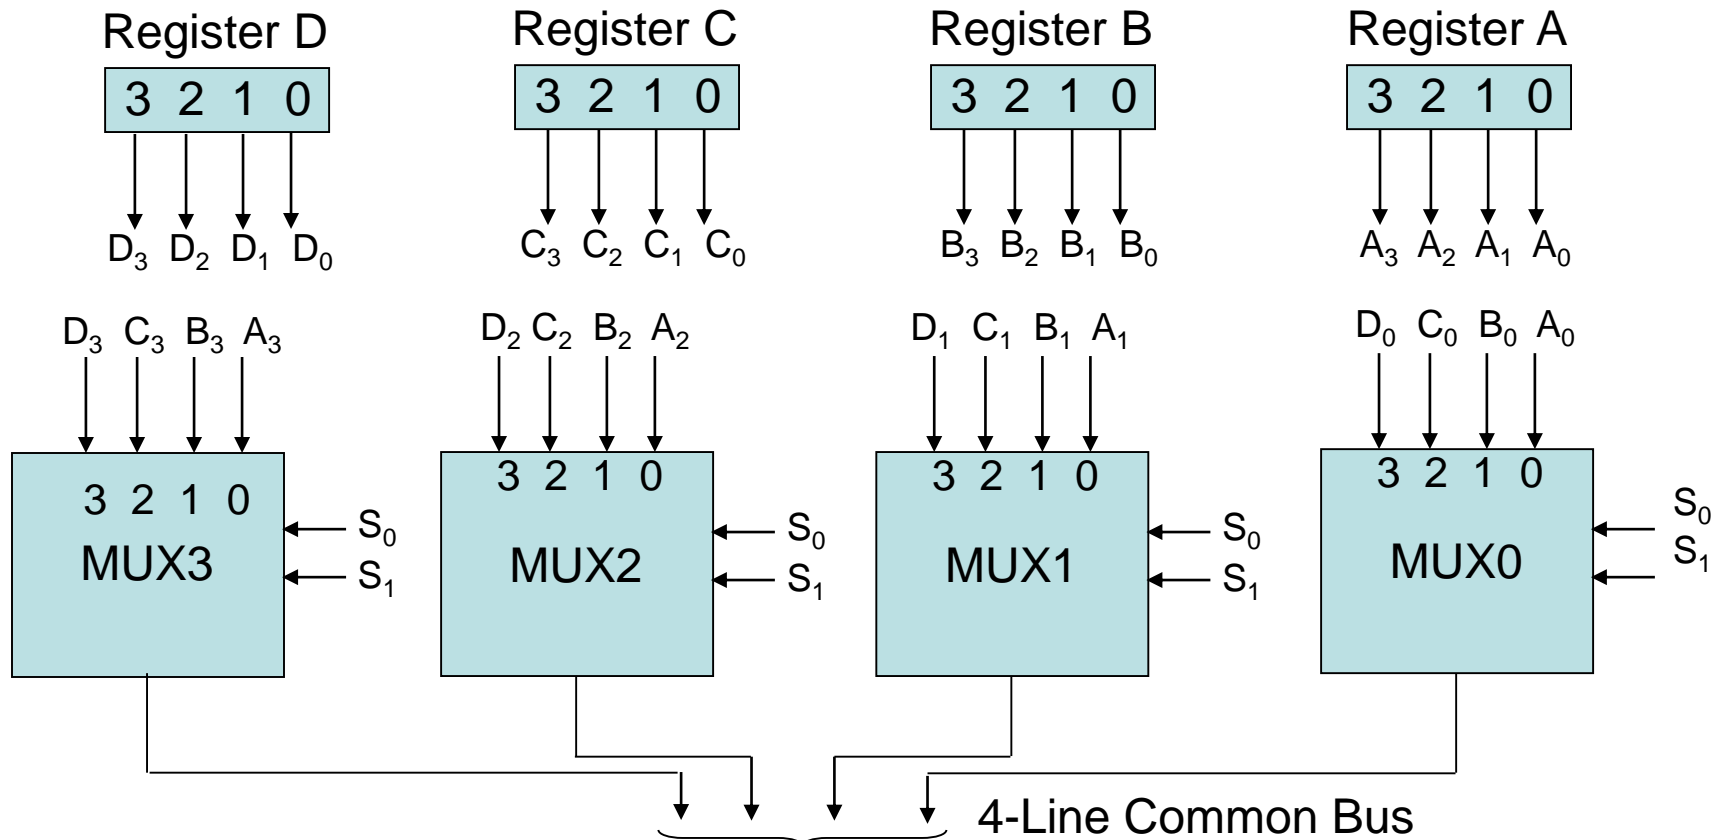 Register D
Register C
Register B
Register A
3 2 1 0
3 2 1 0
3 2 1 0
3 2 1 0
D₃ D₂ D₁ D₀
C₃ C₂ C₁ C₀
B₃ B₂ B₁ B₀
A₃ A₂ A₁ A₀
D₃ C₃ B₃ A₃
D₂ C₂ B₂ A₂
D₁ C₁ B₁ A₁
D₀ C₀ B₀ A₀
3 2 1 0
3 2 1 0
3 2 1 0
3 2 1 0
S₀
S₀
S₀
S₀
MUX3
MUX2
MUX1
MUX0
S₁
S₁
S₁
S₁
4-Line Common Bus